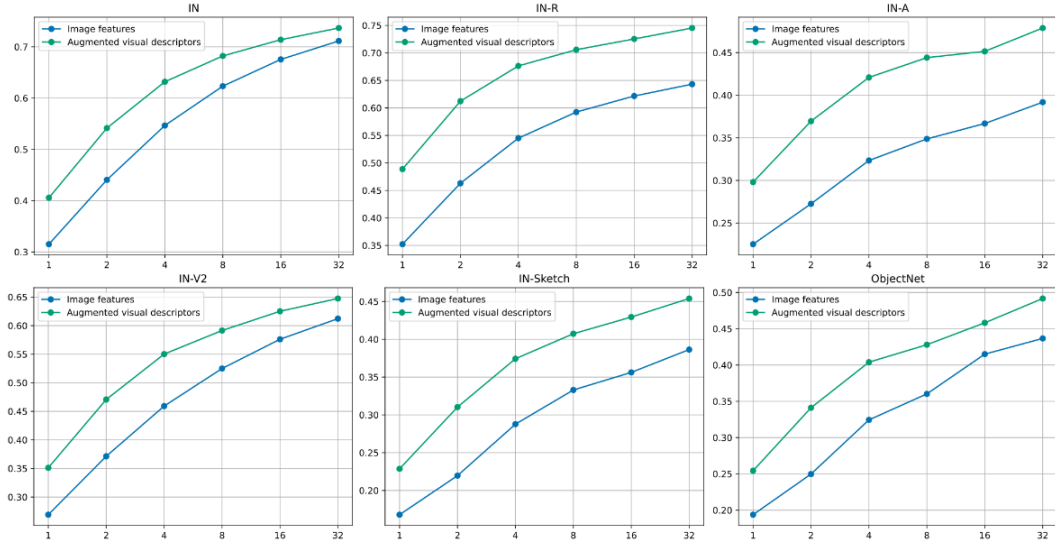 IN
Image features
Augmented visual descriptors
0.7
0.6
0.5
0.4
0.3
1 2 4 8 16 32
IN-R
Image features
Augmented visual descriptors
0.75
0.70
0.65
0.60
0.55
0.50
0.45
0.40
0.35
1 2 4 8 16 32
IN-A
Image features
Augmented visual descriptors
0.45
0.40
0.35
0.30
0.25
1 2 4 8 16 32
IN-V2
Image features
Augmented visual descriptors
0.65
0.60
0.55
0.50
0.45
0.40
0.35
0.30
1 2 4 8 16 32
IN-Sketch
Image features
Augmented visual descriptors
0.45
0.40
0.35
0.30
0.25
0.20
1 2 4 8 16 32
ObjectNet
Image features
Augmented visual descriptors
0.50
0.45
0.40
0.35
0.30
0.25
0.20
1 2 4 8 16 32